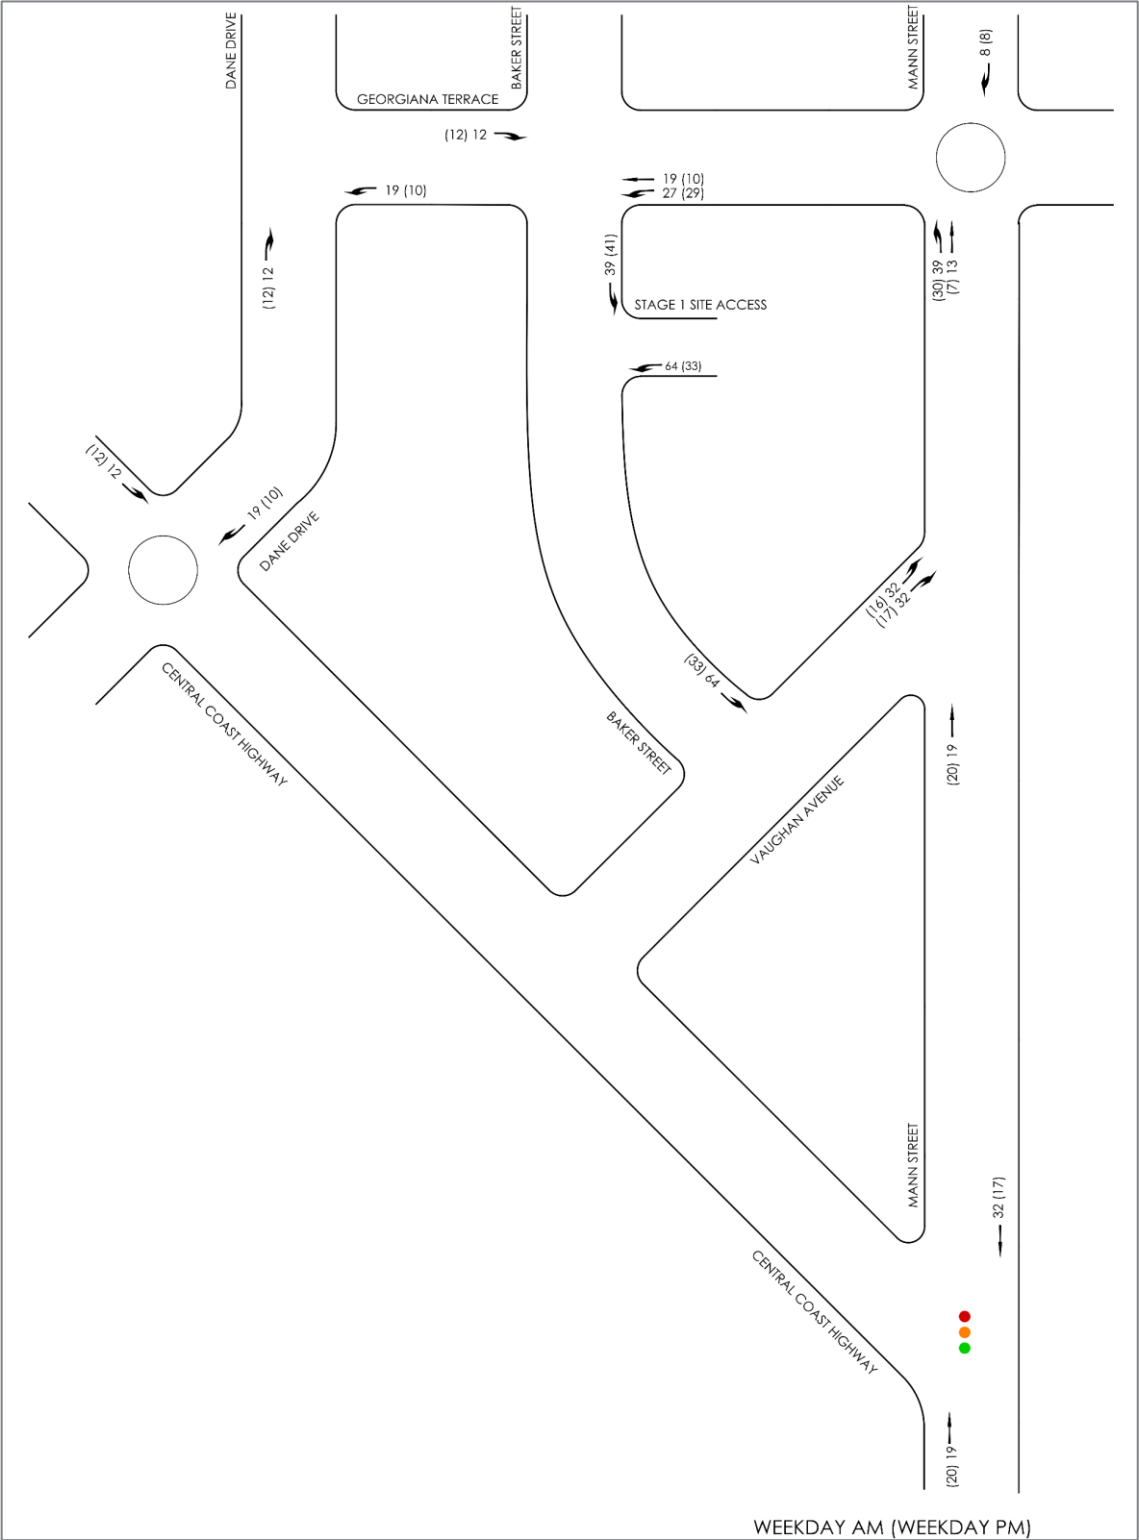 DANE DRIVE
BAKER STREET
MANN STREET
8 (8)
GEORGIANA TERRACE
(12) 12
19 (10)
27 (29)
19 (10)
(12) 12
39 (41)
(30) 39
(7) 13
STAGE 1 SITE ACCESS
64 (33)
(12) 12
19 (10)
DANE DRIVE
(16) 32
(17) 32
(33) 64
CENTRAL COAST HIGHWAY
BAKER STREET
(20) 19
VAUGHAN AVENUE
MANN STREET
32 (17)
CENTRAL COAST HIGHWAY
(20) 19
WEEKDAY AM (WEEKDAY PM)